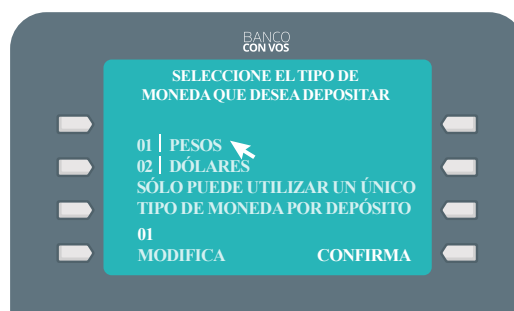 BANCO
CON VOS
SELECCIONE EL TIPO DE
MONEDA QUE DESEA DEPOSITAR
01 | PESOS
02 | DÓLARES
SÓLO PUEDE UTILIZAR UN ÚNICO
TIPO DE MONEDA POR DEPÓSITO
01
MODIFICA CONFIRMA